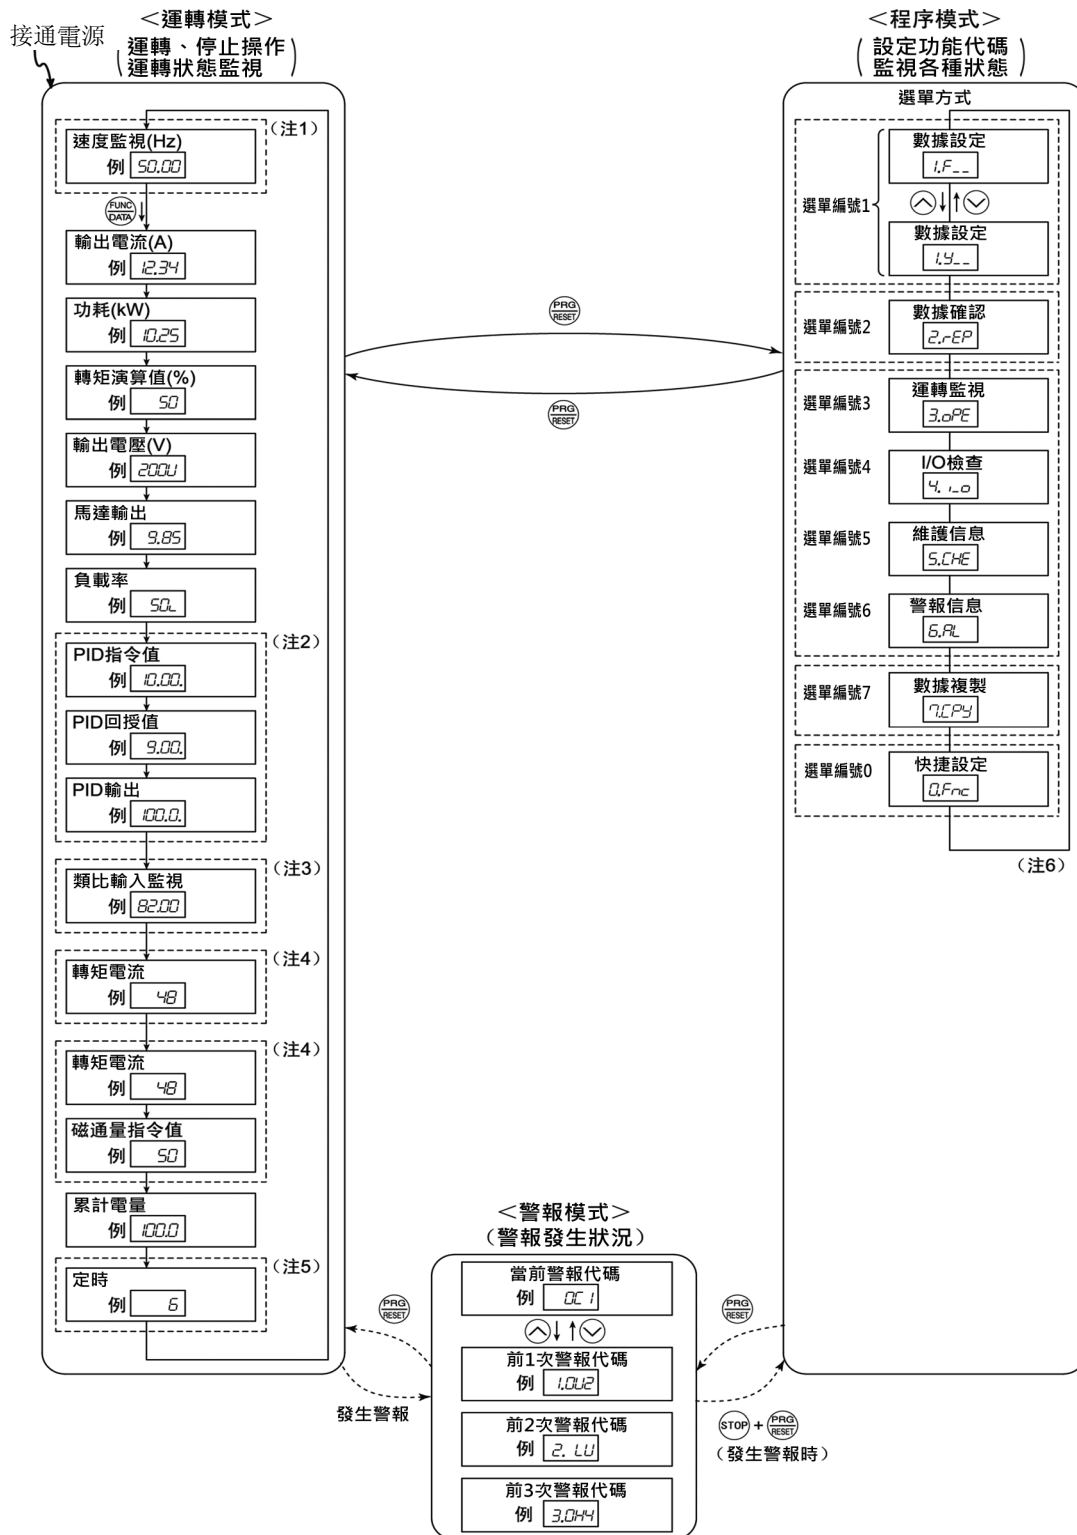 接通電源
＜運轉模式＞
運轉、停止操作
運轉狀態監視
速度監視(Hz)
（注1）
例 50.00
FUNC
DATA
輸出電流(A)
例 12.34
功耗(kW)
例 10.25
轉矩演算值(%)
例 50
輸出電壓(V)
例 200U
馬達輸出
例 9.85
負載率
例 50L
（注2）
PID指令值
例 10.00.
PID回授值
例 9.00.
PID輸出
例 100.0.
（注3）
類比輸入監視
例 82.00
（注4）
轉矩電流
例 48
（注4）
轉矩電流
例 48
磁通量指令值
例 50
累計電量
例 100.0
（注5）
定時
例 6
PRG
RESET
PRG
RESET
＜程序模式＞
設定功能代碼
監視各種狀態
選單方式
選單編號1
數據設定
1.F__
數據設定
1.y__
選單編號2
數據確認
2.rEP
選單編號3
運轉監視
3.oPE
選單編號4
I/O檢查
4.i_o
選單編號5
維護信息
5.CHE
選單編號6
警報信息
6.AL
選單編號7
數據複製
7.CPY
選單編號0
快捷設定
0.Fnc
（注6）
＜警報模式＞
（警報發生狀況）
當前警報代碼
例 0C1
前1次警報代碼
例 1.0U2
前2次警報代碼
例 2. LU
前3次警報代碼
例 3.0H4
PRG
RESET
發生警報
PRG
RESET
STOP + PRG
RESET
（發生警報時）